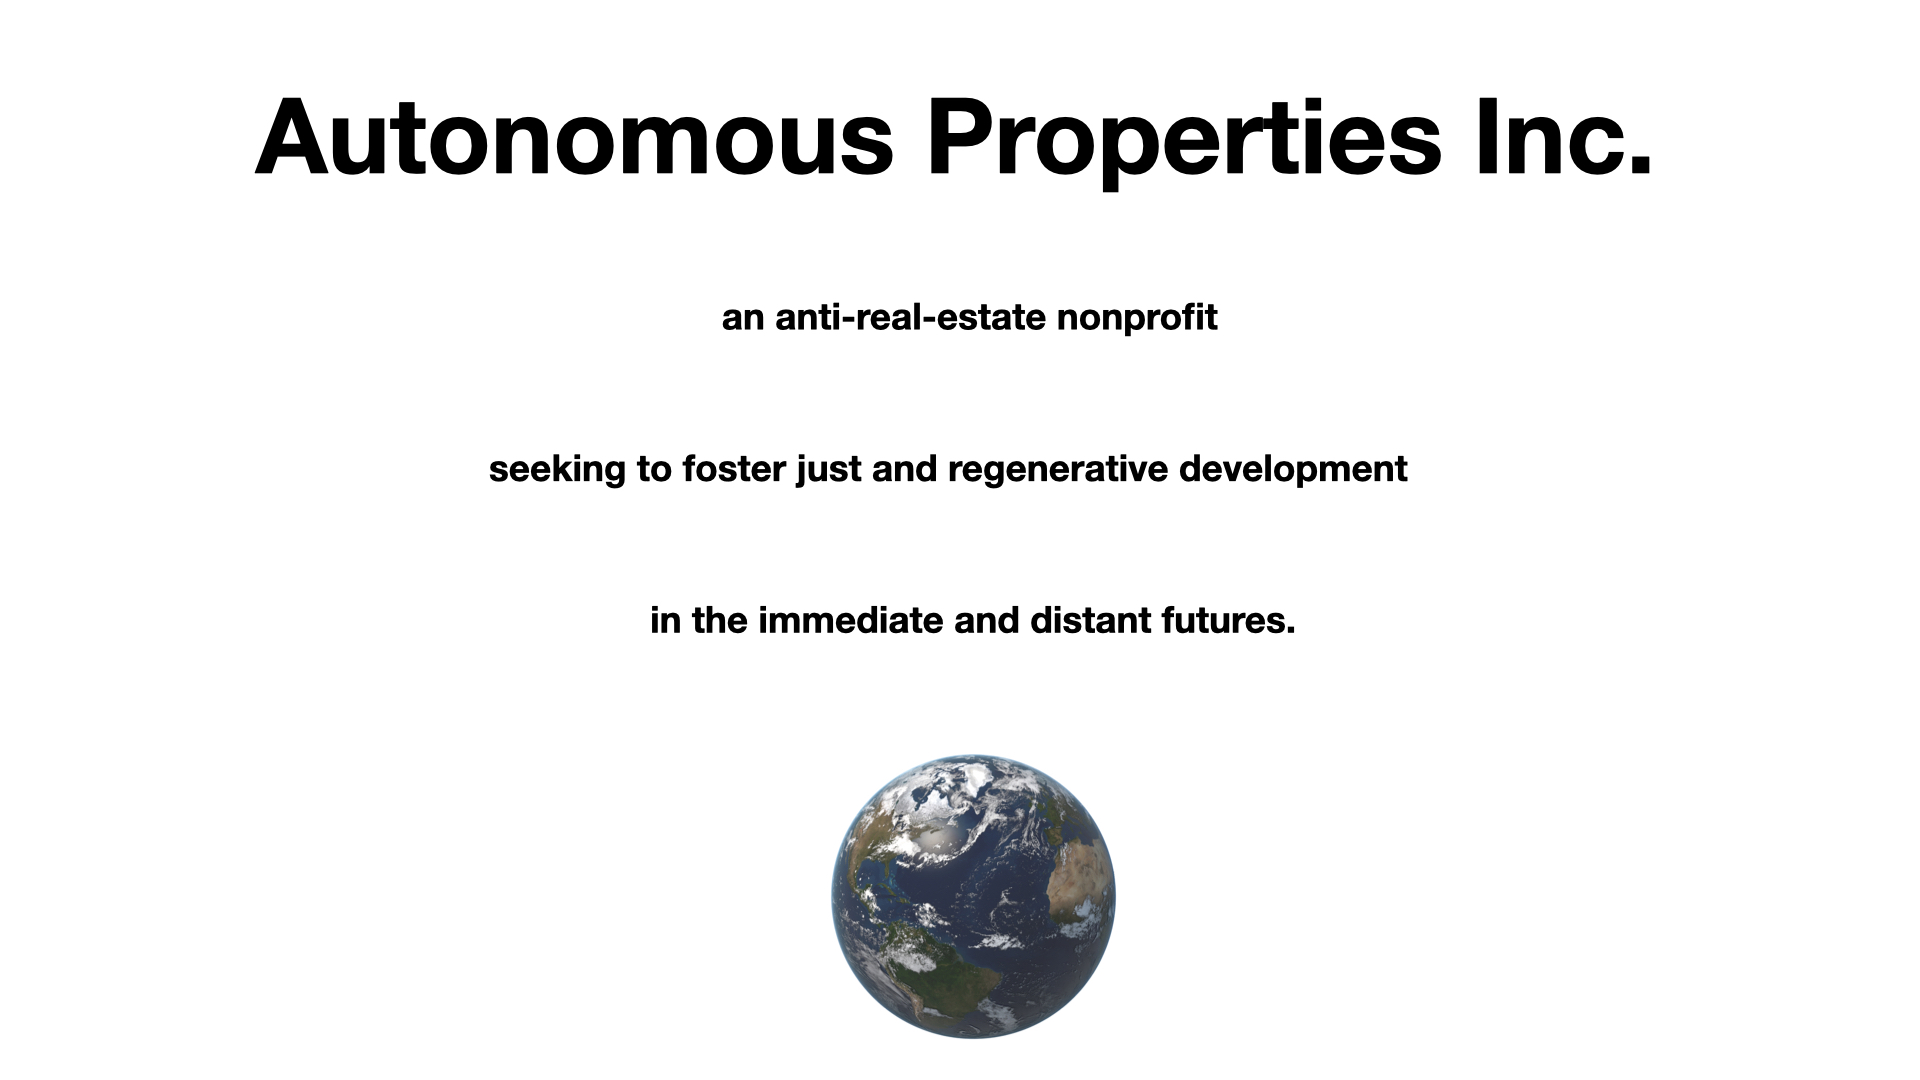 Autonomous Properties Inc.
an anti-real-estate nonprofit
seeking to foster just and regenerative development
in the immediate and distant futures.